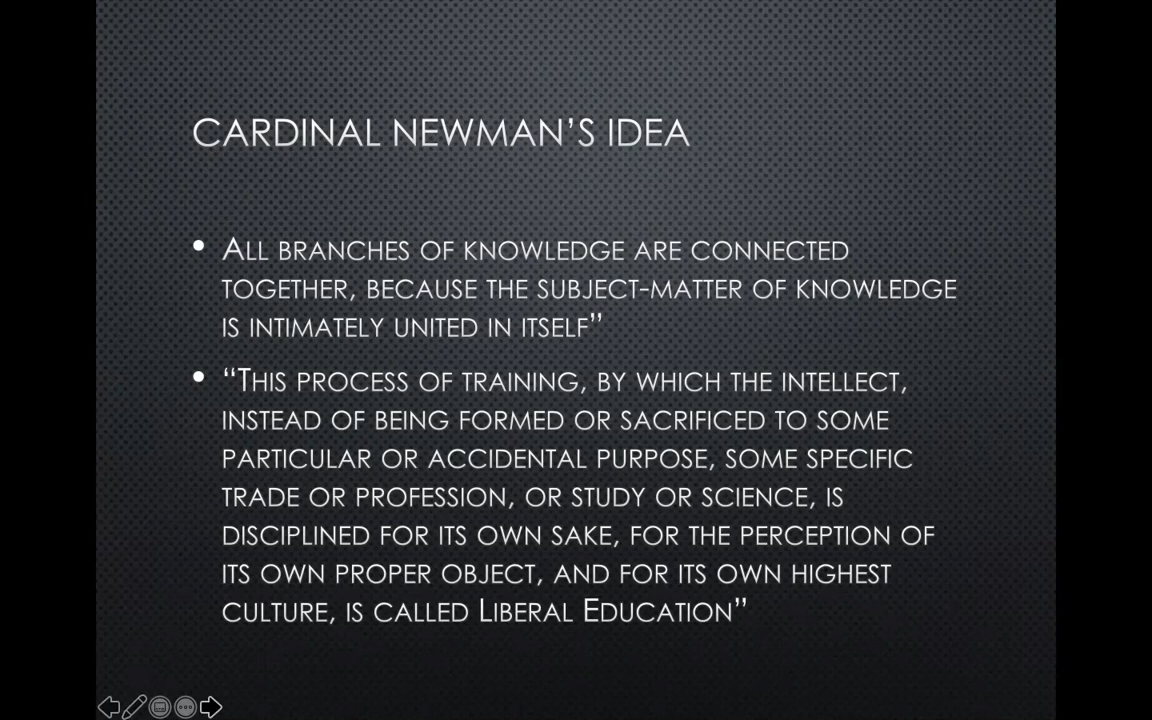 CARDINAL NEWMAN’S IDEA
• ALL BRANCHES OF KNOWLEDGE ARE CONNECTED
TOGETHER, BECAUSE THE SUBJECT-MATTER OF KNOWLEDGE
IS INTIMATELY UNITED IN ITSELF”
• “THIS PROCESS OF TRAINING, BY WHICH THE INTELLECT,
INSTEAD OF BEING FORMED OR SACRIFICED TO SOME
PARTICULAR OR ACCIDENTAL PURPOSE, SOME SPECIFIC
TRADE OR PROFESSION, OR STUDY OR SCIENCE, IS
DISCIPLINED FOR ITS OWN SAKE, FOR THE PERCEPTION OF
ITS OWN PROPER OBJECT, AND FOR ITS OWN HIGHEST
CULTURE, IS CALLED LIBERAL EDUCATION”